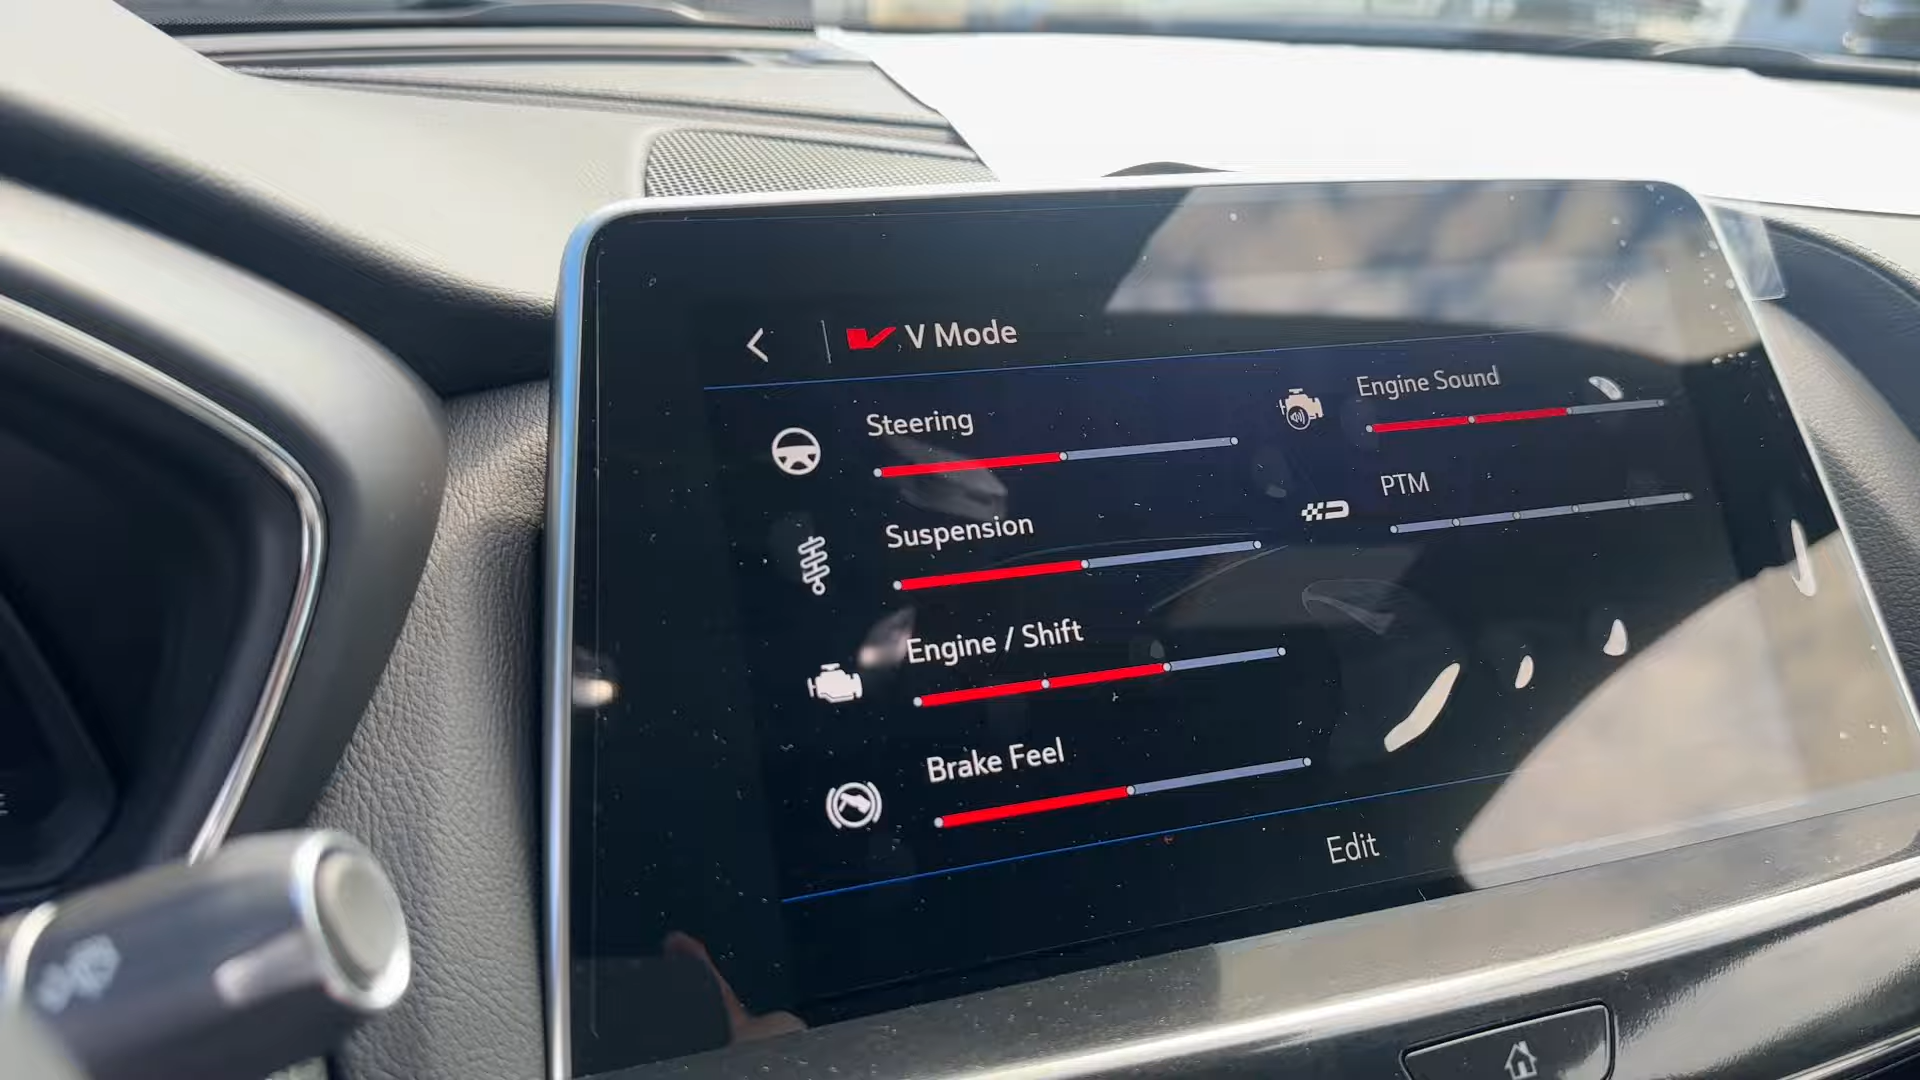 V Mode
Steering
Suspension
Engine / Shift
Brake Feel
Engine Sound
PTM
Edit